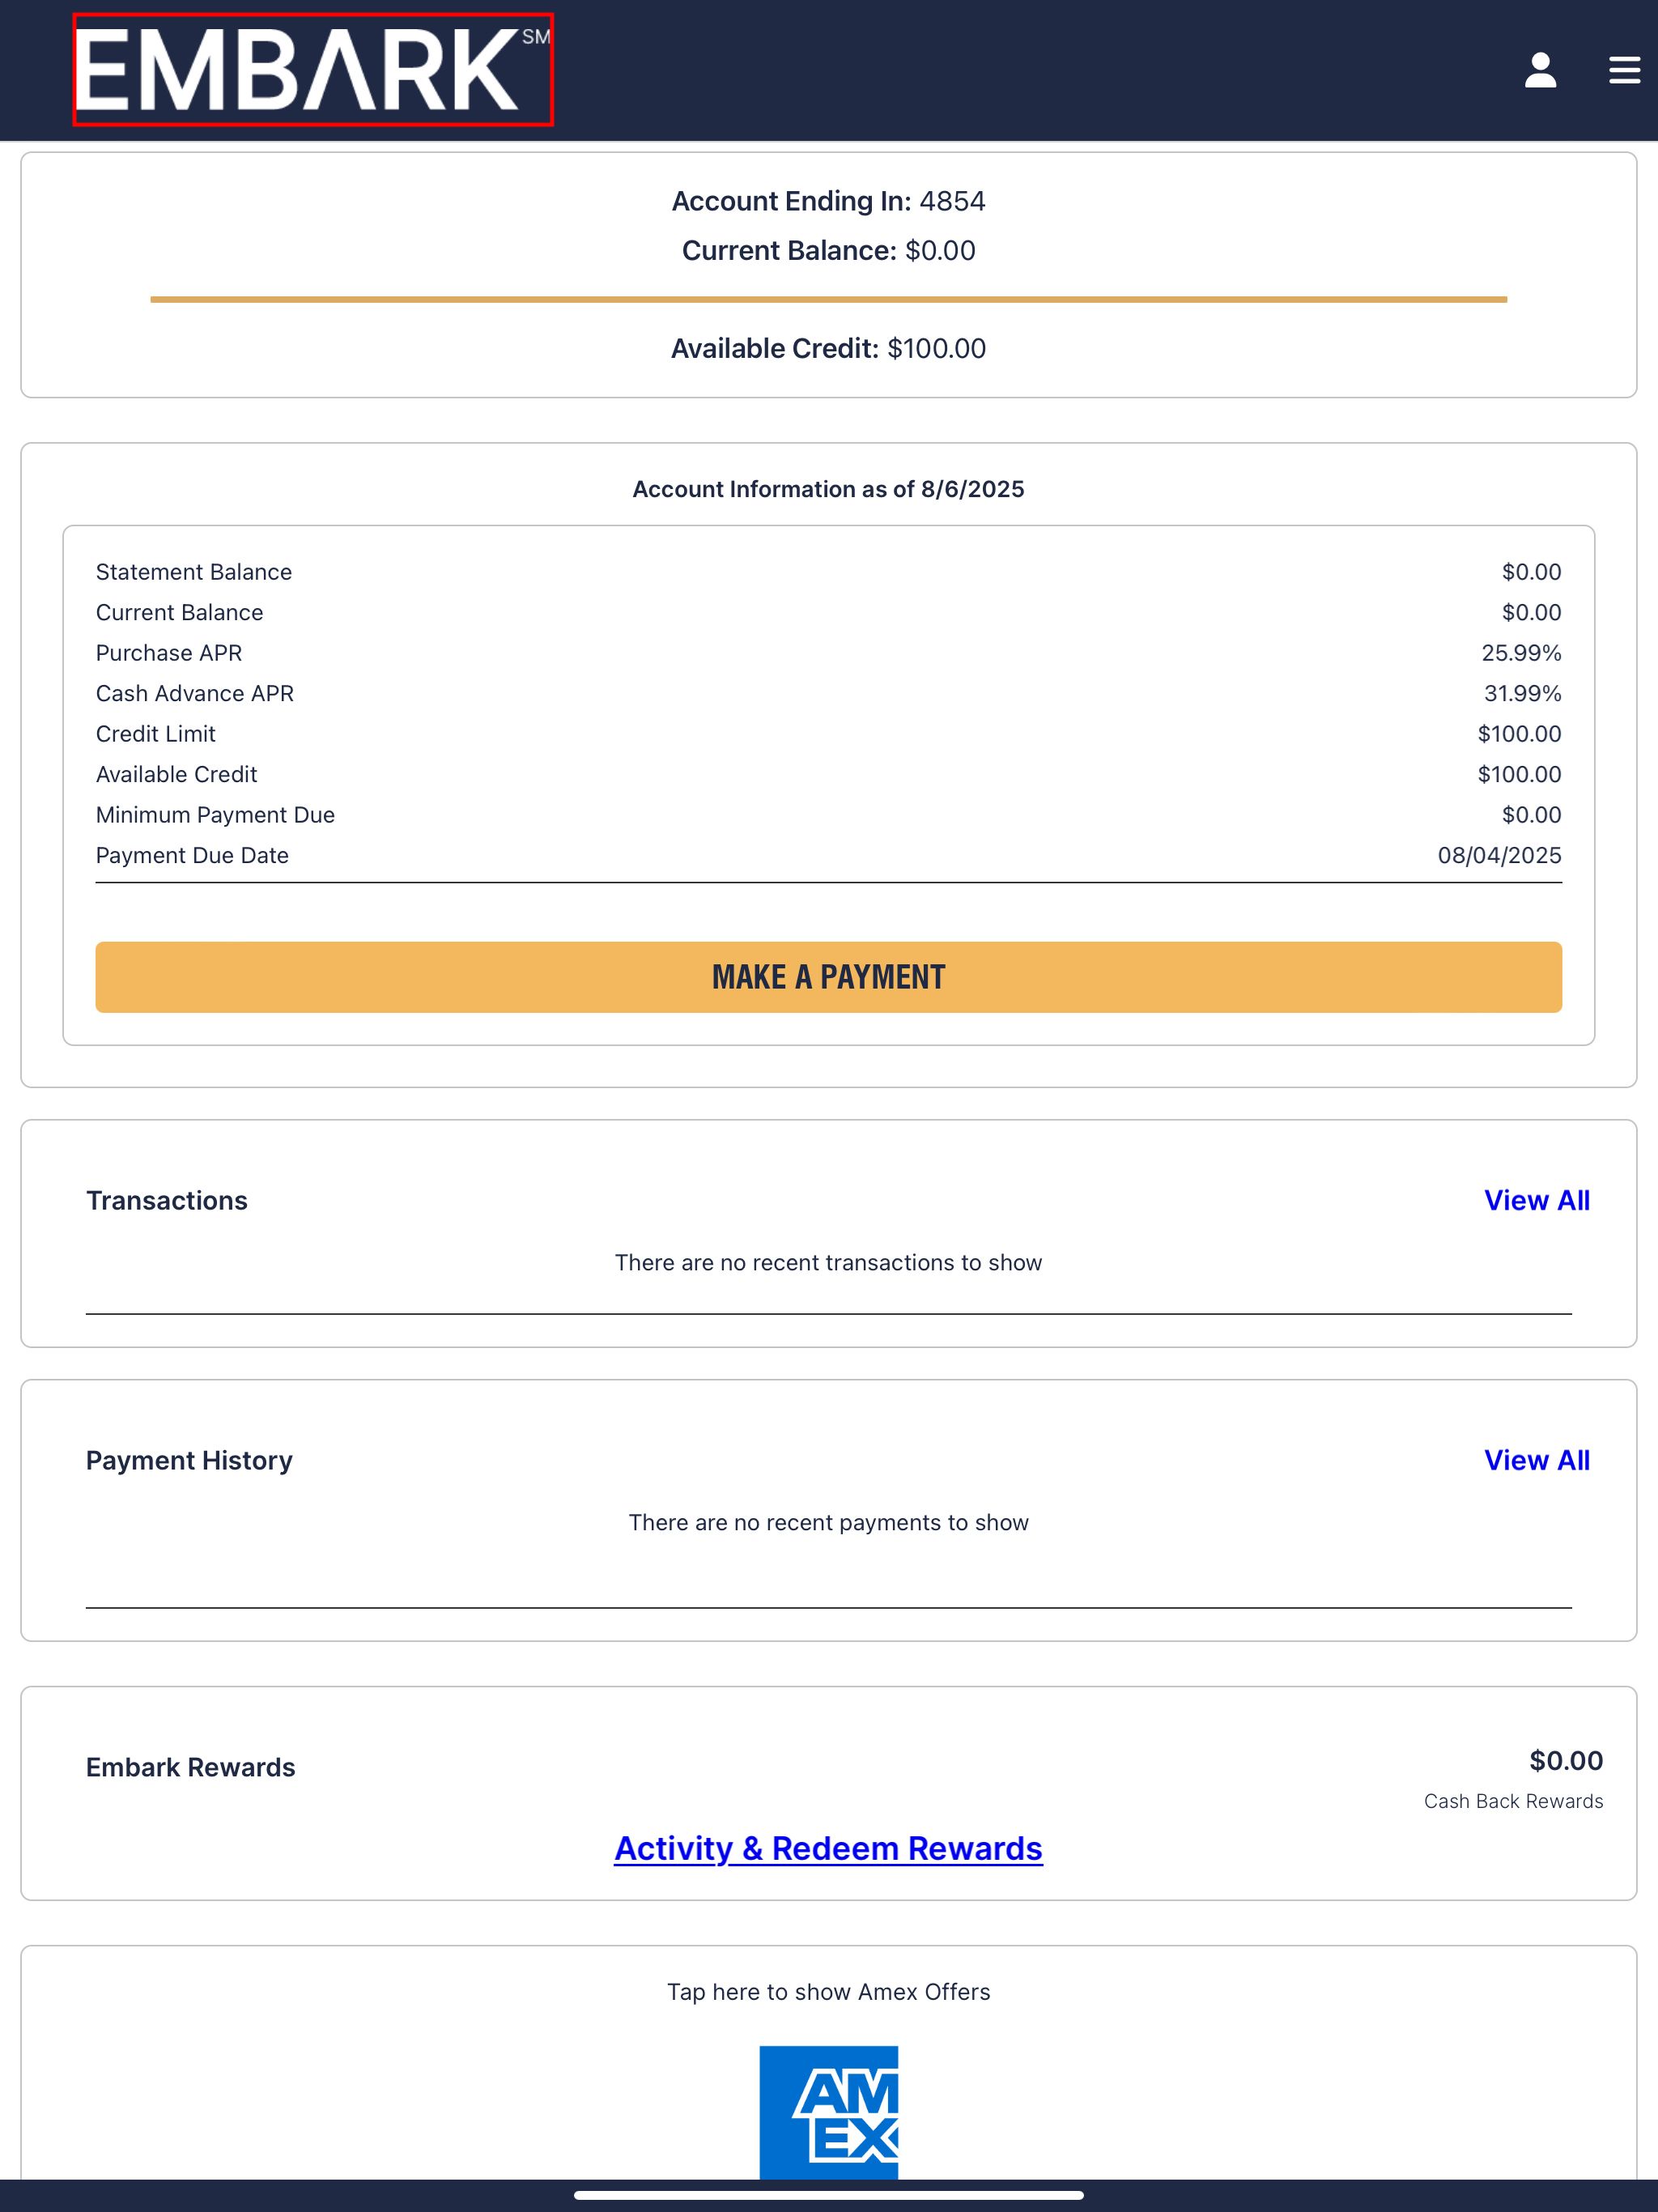 EMBARK SM
Account Ending In: 4854
Current Balance: $0.00
Available Credit: $100.00
Account Information as of 8/6/2025
Statement Balance $0.00
Current Balance $0.00
Purchase APR 25.99%
Cash Advance APR 31.99%
Credit Limit $100.00
Available Credit $100.00
Minimum Payment Due $0.00
Payment Due Date 08/04/2025
MAKE A PAYMENT
Transactions View All
There are no recent transactions to show
Payment History View All
There are no recent payments to show
Embark Rewards $0.00
Cash Back Rewards
Activity & Redeem Rewards
Tap here to show Amex Offers
AM
EX